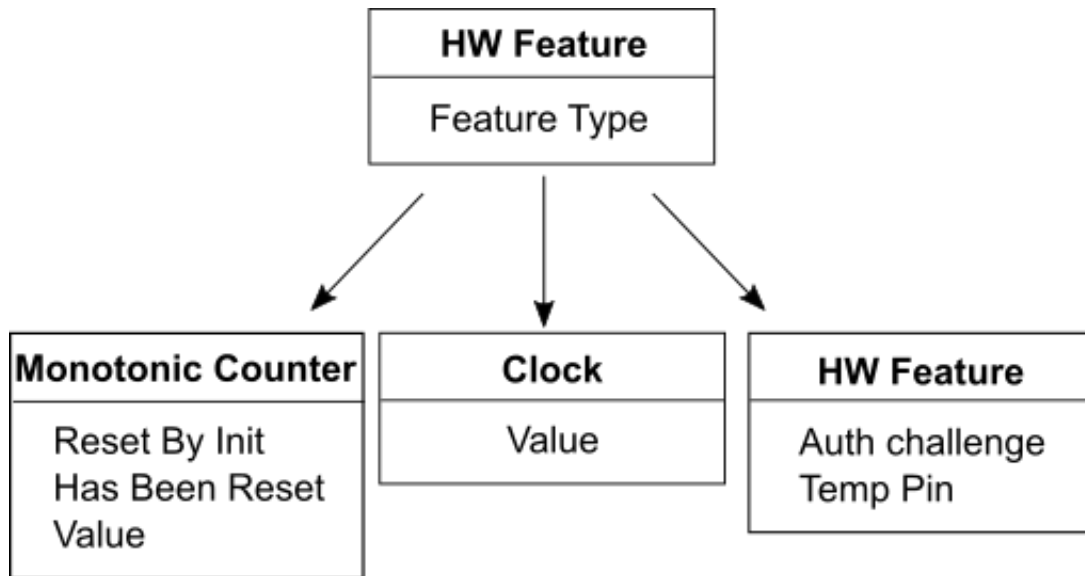 HW Feature
Feature Type
Monotonic Counter
Reset By Init
Has Been Reset
Value
Clock
Value
HW Feature
Auth challenge
Temp Pin